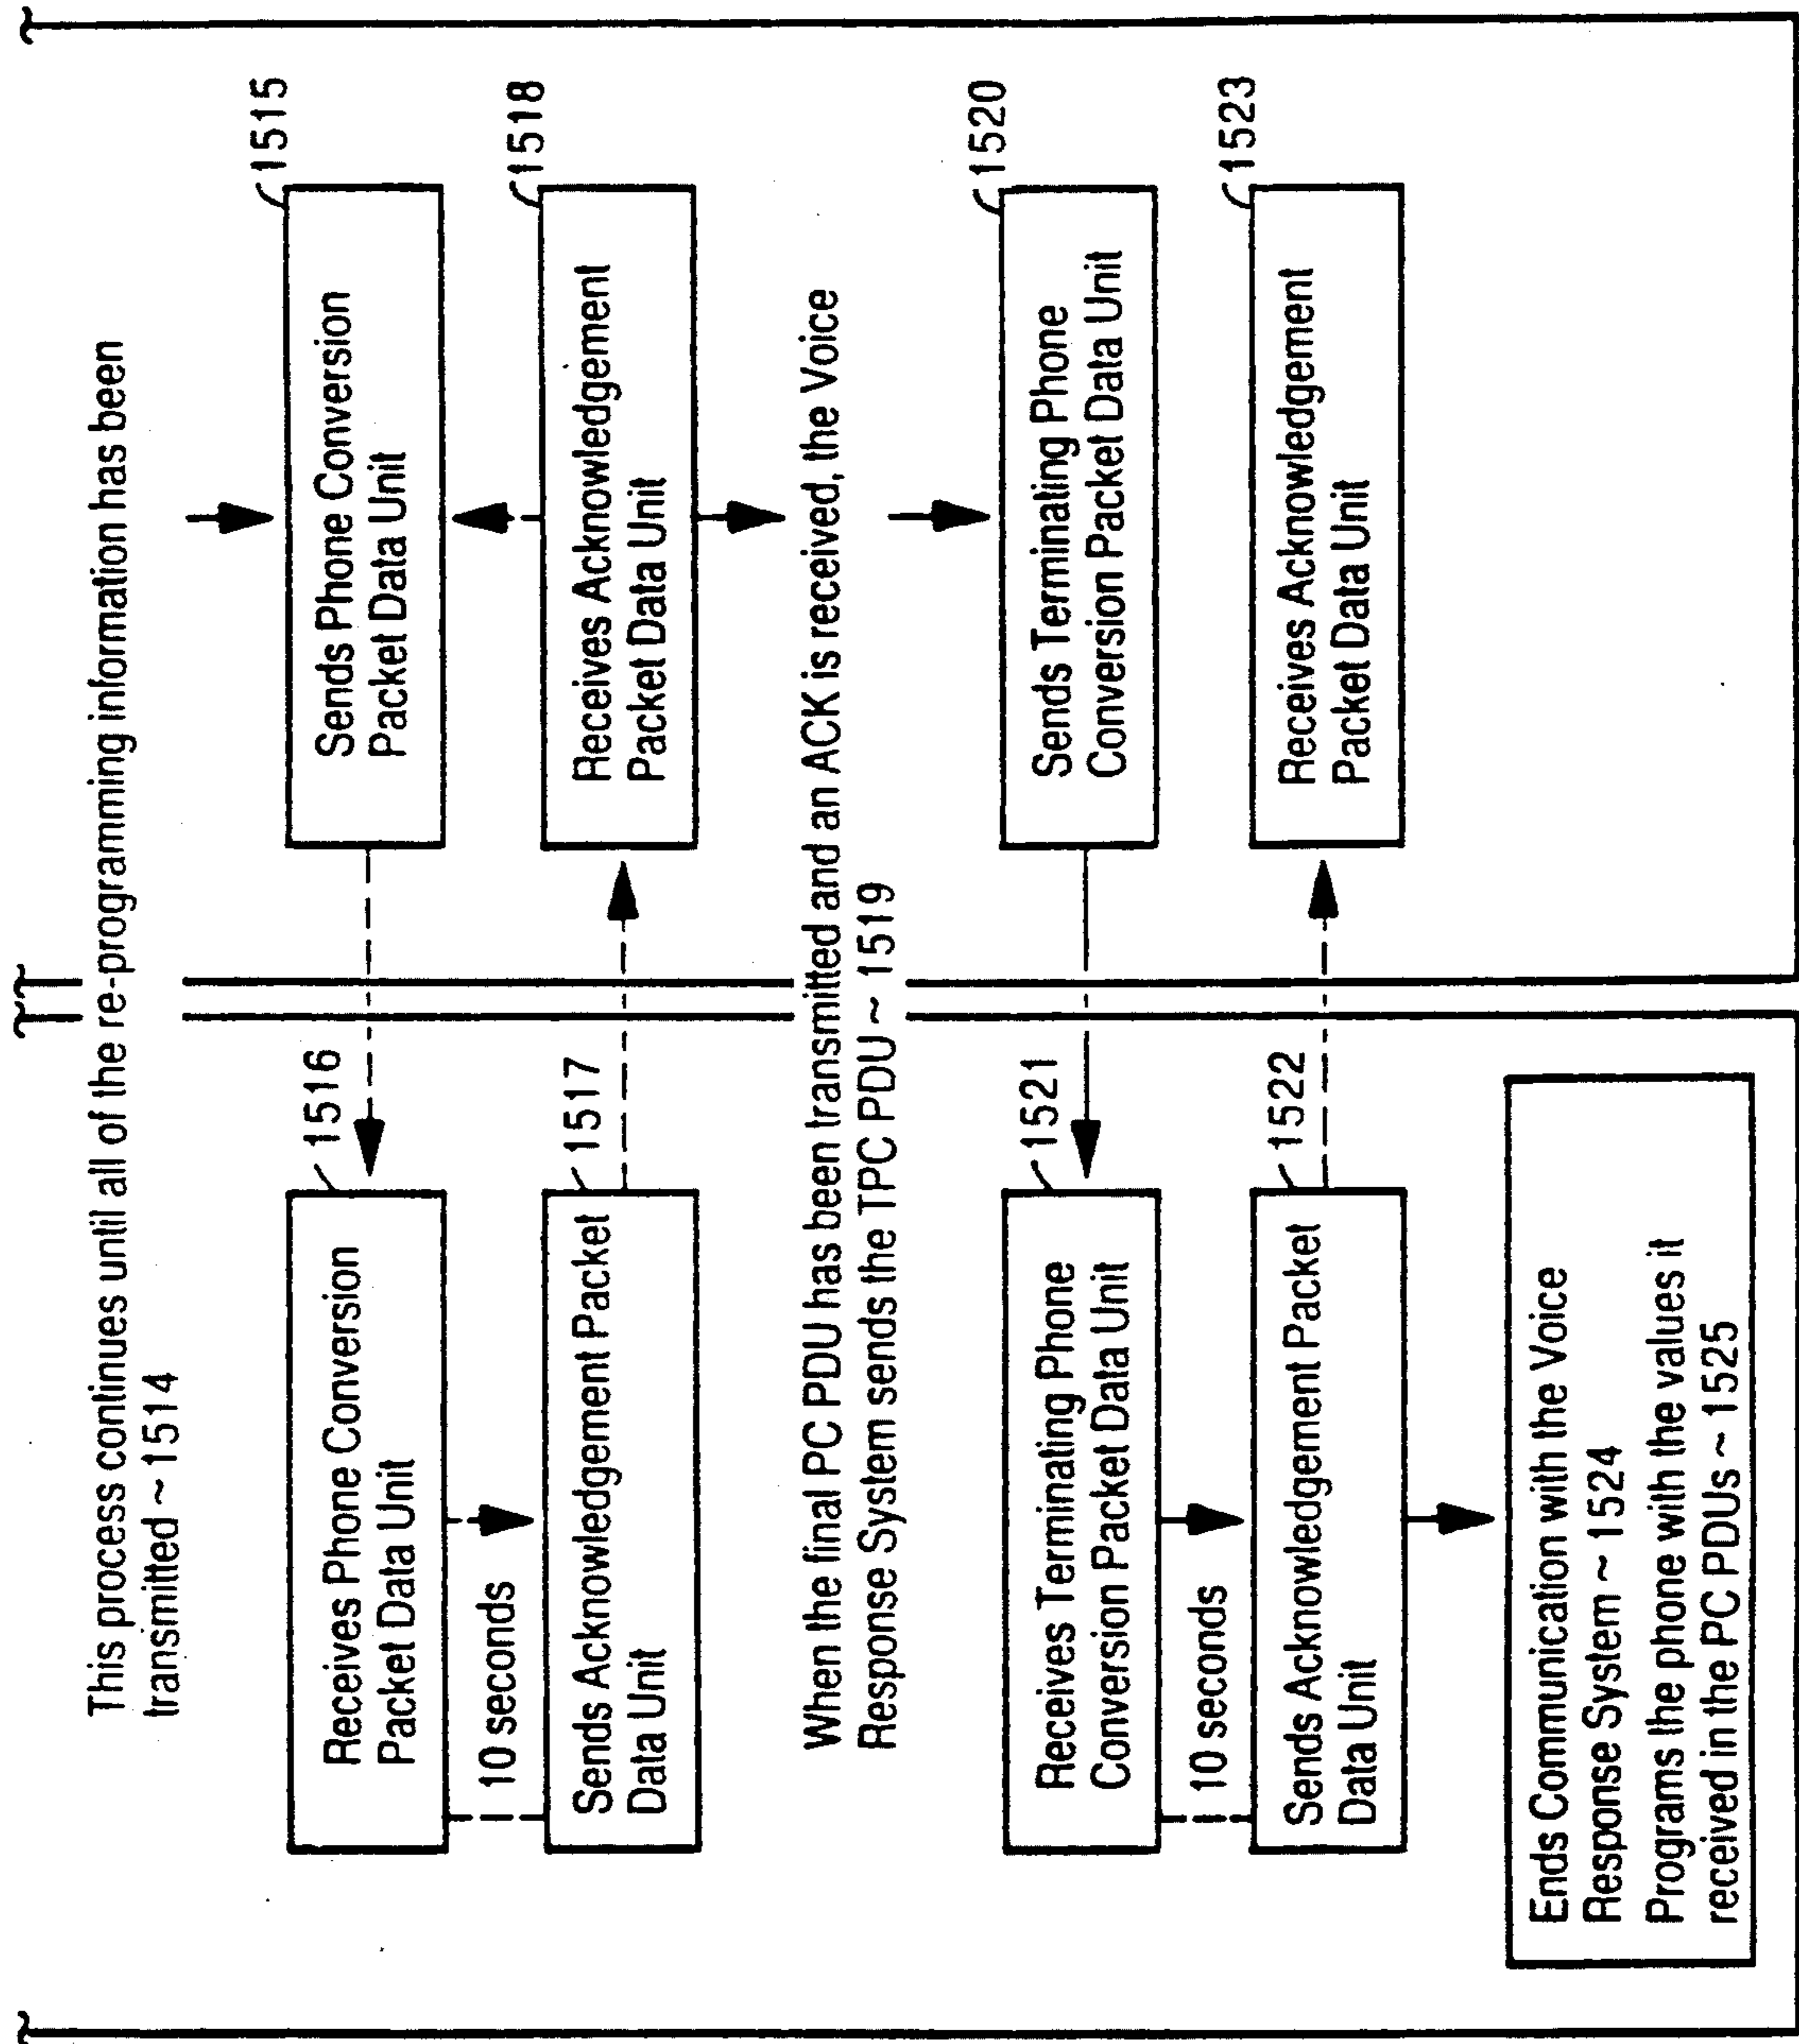 This process continues until all of the re-programming information has been
transmitted ~ 1514
1516
Receives Phone Conversion
Packet Data Unit
1515
Sends Phone Conversion
Packet Data Unit
10 seconds
1517
Sends Acknowledgement Packet
Data Unit
1518
Receives Acknowledgement
Packet Data Unit
When the final PC PDU has been transmitted and an ACK is received, the Voice
Response System sends the TPC PDU ~ 1519
1521
Receives Terminating Phone
Conversion Packet Data Unit
1520
Sends Terminating Phone
Conversion Packet Data Unit
10 seconds
1522
Sends Acknowledgement Packet
Data Unit
1523
Receives Acknowledgement
Packet Data Unit
Ends Communication with the Voice
Response System ~ 1524
Programs the phone with the values it
received in the PC PDUs ~ 1525